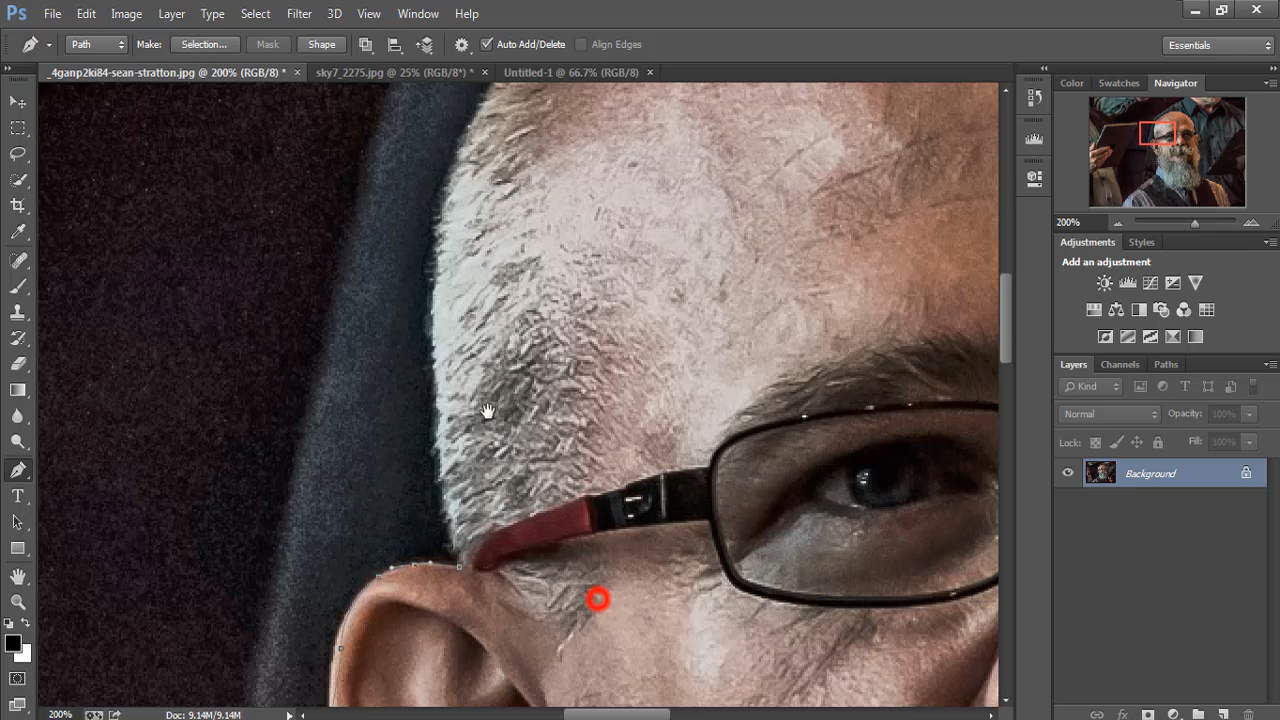 Ps File Edit Image Layer Type Select Filter 3D View Window Help
Path Make: Selection... Mask Shape Auto Add/Delete Align Edges Essentials
_4ganp2ki84-sean-stratton.jpg @ 200% (RGB/8) * × sky7_2275.jpg @ 25% (RGB/8*) * × Untitled-1 @ 66.7% (RGB/8) ×
Color Swatches Navigator
200%
Adjustments Styles
Add an adjustment
Layers Channels Paths
Kind
Normal Opacity: 100%
Lock: Fill: 100%
Background
fx
200% Doc: 9.14M/9.14M